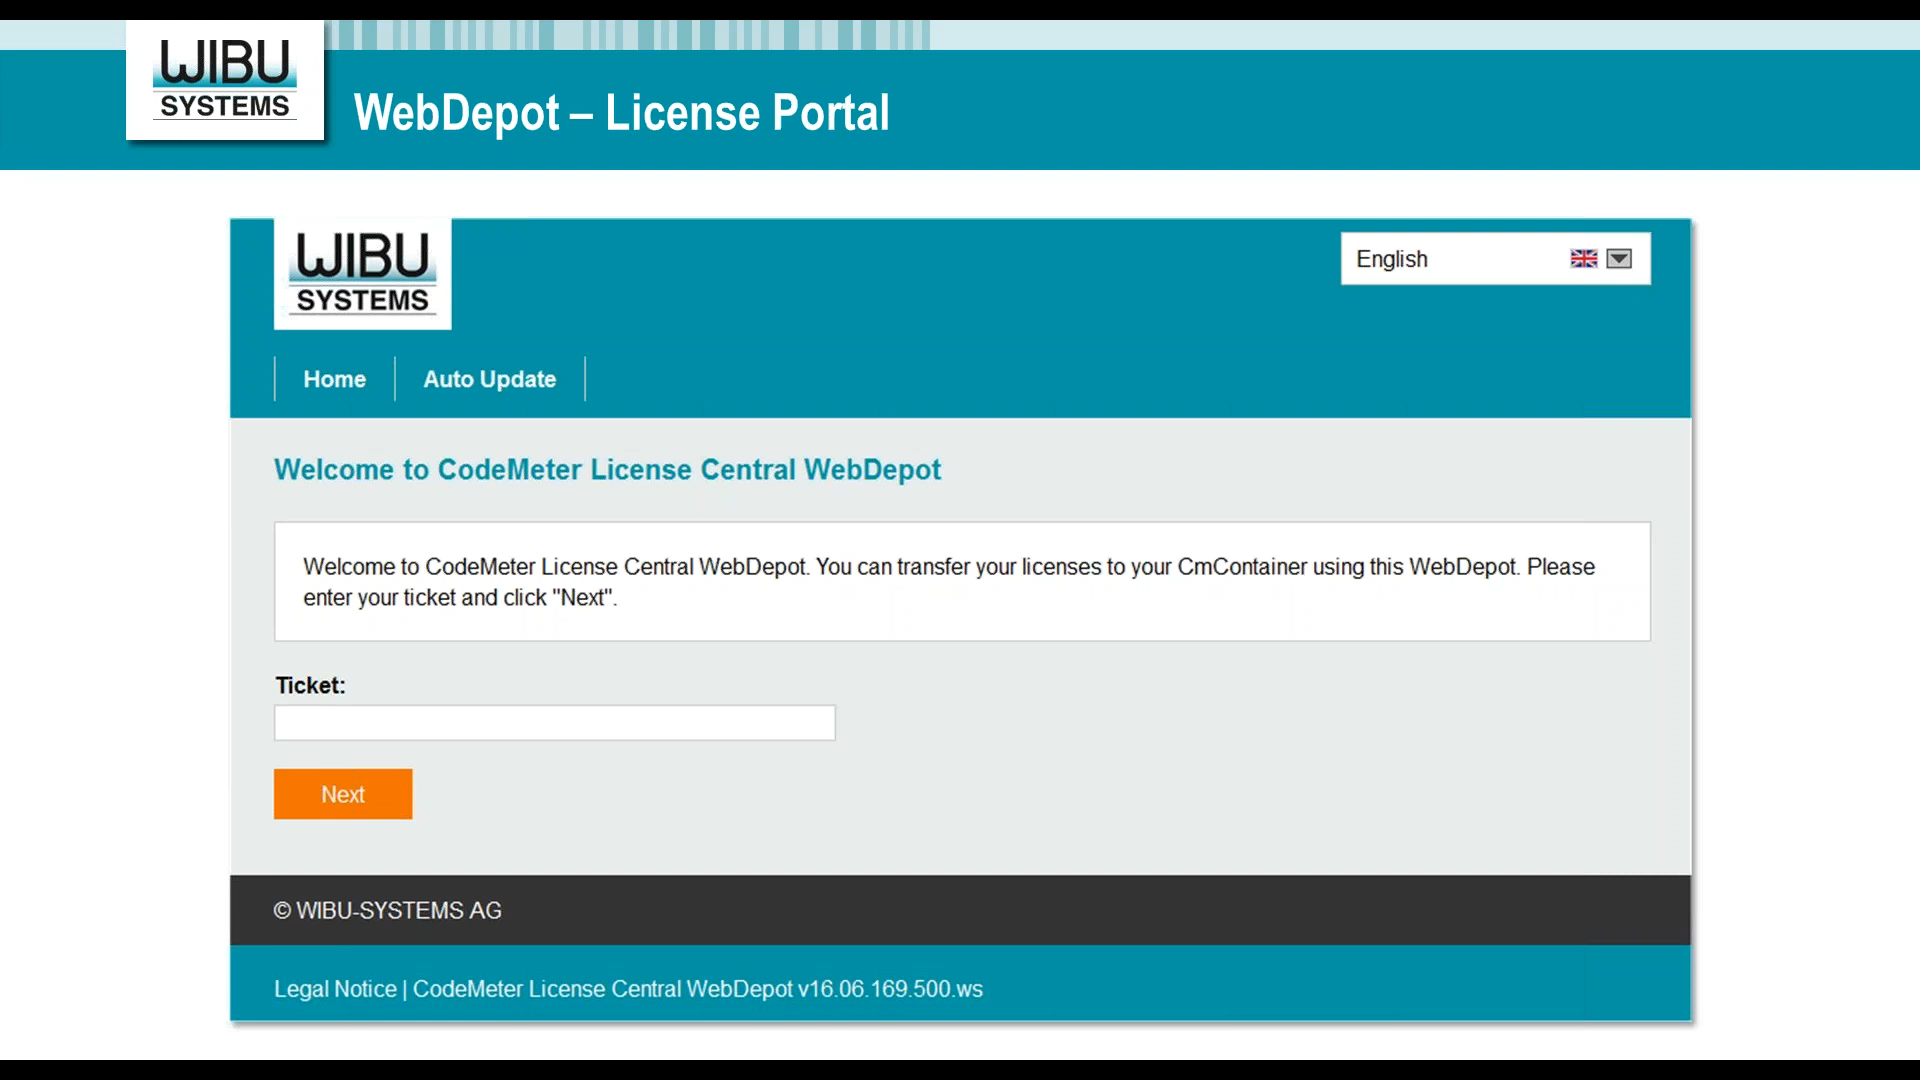 WIBU
SYSTEMS
WebDepot – License Portal
WIBU
SYSTEMS
English
Home
Auto Update
Welcome to CodeMeter License Central WebDepot
Welcome to CodeMeter License Central WebDepot. You can transfer your licenses to your CmContainer using this WebDepot. Please
enter your ticket and click "Next".
Ticket:
Next
© WIBU-SYSTEMS AG
Legal Notice | CodeMeter License Central WebDepot v16.06.169.500.ws